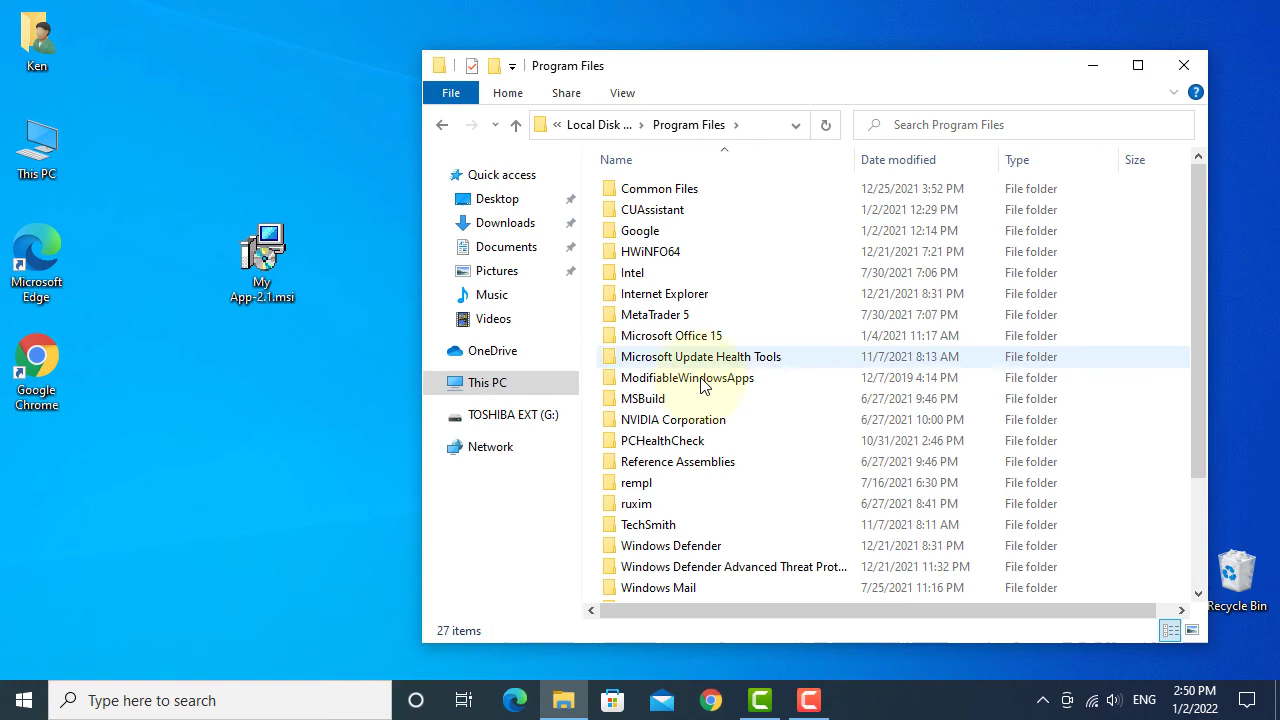 Ken
This PC
Microsoft
Edge
Google
Chrome
My
App-2.1.msi
Recycle Bin
Program Files
File
Home
Share
View
« Local Disk ... > Program Files >
Search Program Files
Quick access
Desktop
Downloads
Documents
Pictures
Music
Videos
OneDrive
This PC
TOSHIBA EXT (G:)
Network
Name Date modified Type Size
Common Files 12/25/2021 3:52 PM File folder
CUAssistant 1/2/2021 12:29 PM File folder
Google 1/2/2021 12:14 PM File folder
HWiNFO64 12/21/2021 7:21 PM File folder
Intel 7/30/2021 7:06 PM File folder
Internet Explorer 12/21/2021 8:31 PM File folder
MetaTrader 5 7/30/2021 7:07 PM File folder
Microsoft Office 15 1/4/2021 11:17 AM File folder
Microsoft Update Health Tools 11/7/2021 8:13 AM File folder
ModifiableWindowsApps 12/7/2019 4:14 PM File folder
MSBuild 6/27/2021 9:46 PM File folder
NVIDIA Corporation 6/27/2021 10:00 PM File folder
PCHealthCheck 10/31/2021 2:46 PM File folder
Reference Assemblies 6/27/2021 9:46 PM File folder
rempl 7/16/2021 6:30 PM File folder
ruxim 6/27/2021 8:41 PM File folder
TechSmith 11/7/2021 8:11 AM File folder
Windows Defender 12/21/2021 8:31 PM File folder
Windows Defender Advanced Threat Prot... 12/21/2021 11:32 PM File folder
Windows Mail 7/25/2021 11:16 PM File folder
27 items
Type here to search
ENG
2:50 PM
1/2/2022